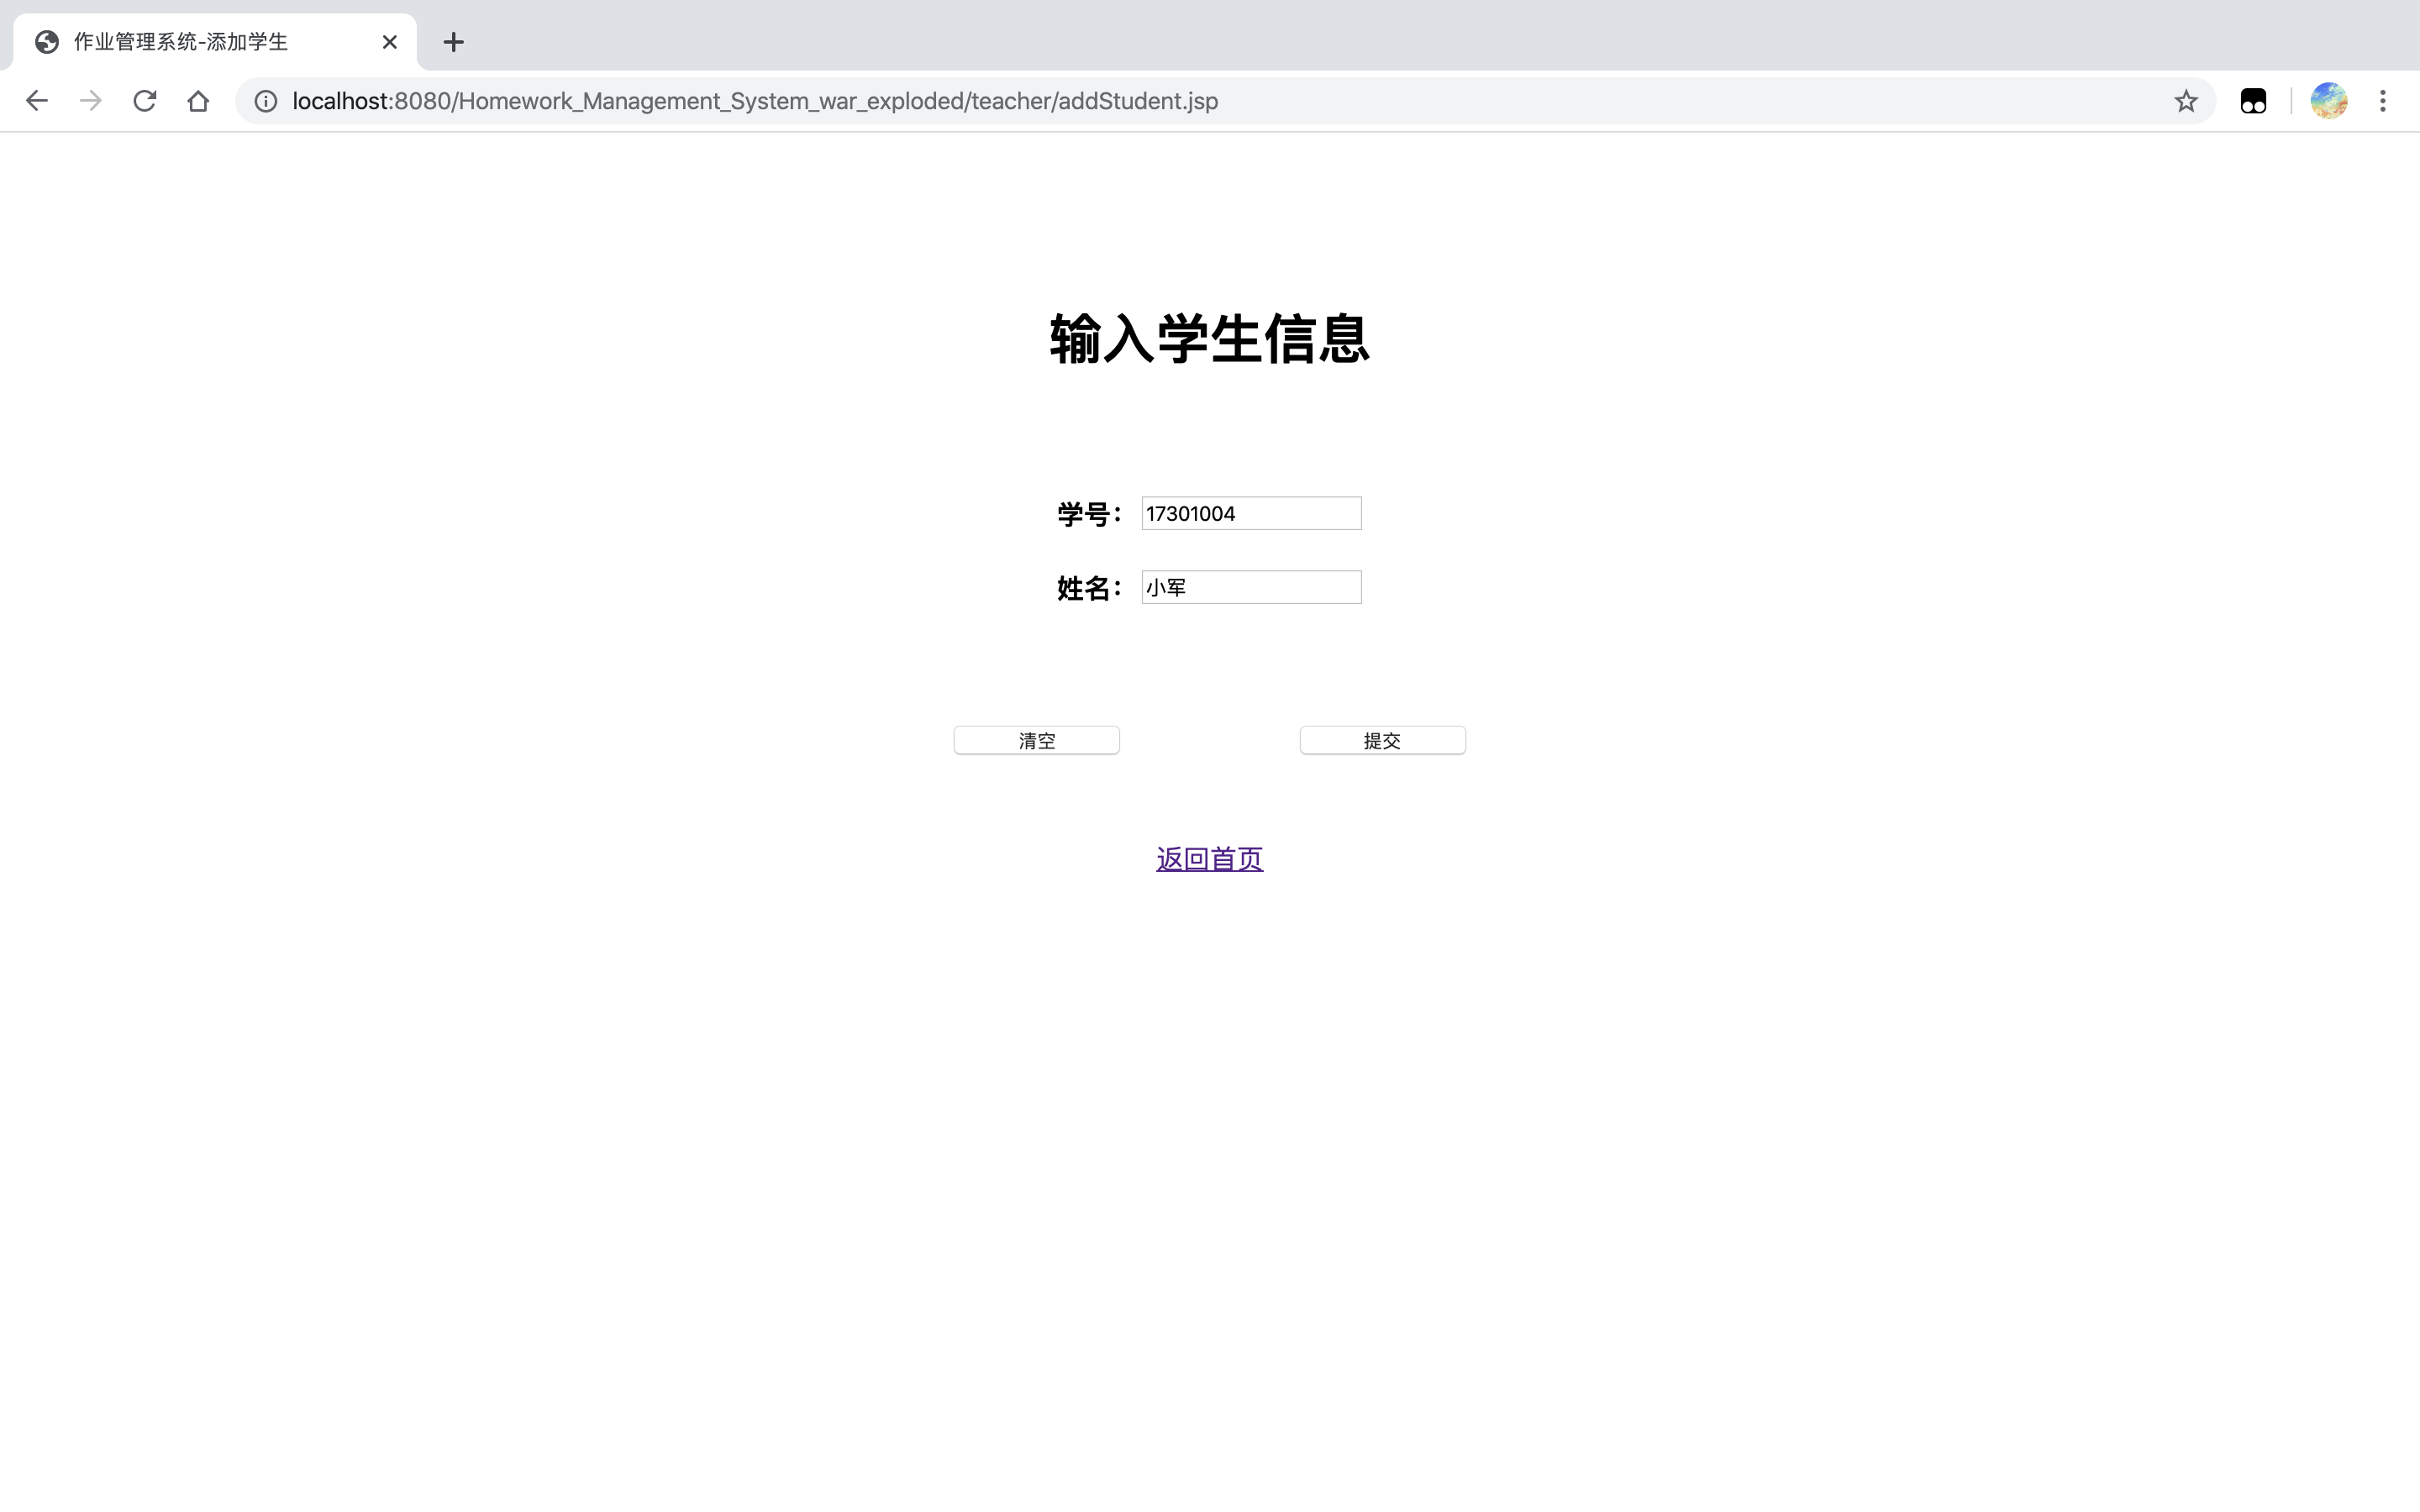 作业管理系统-添加学生
localhost:8080/Homework_Management_System_war_exploded/teacher/addStudent.jsp
输入学生信息
学号： 17301004
姓名： 小军
清空 提交
返回首页